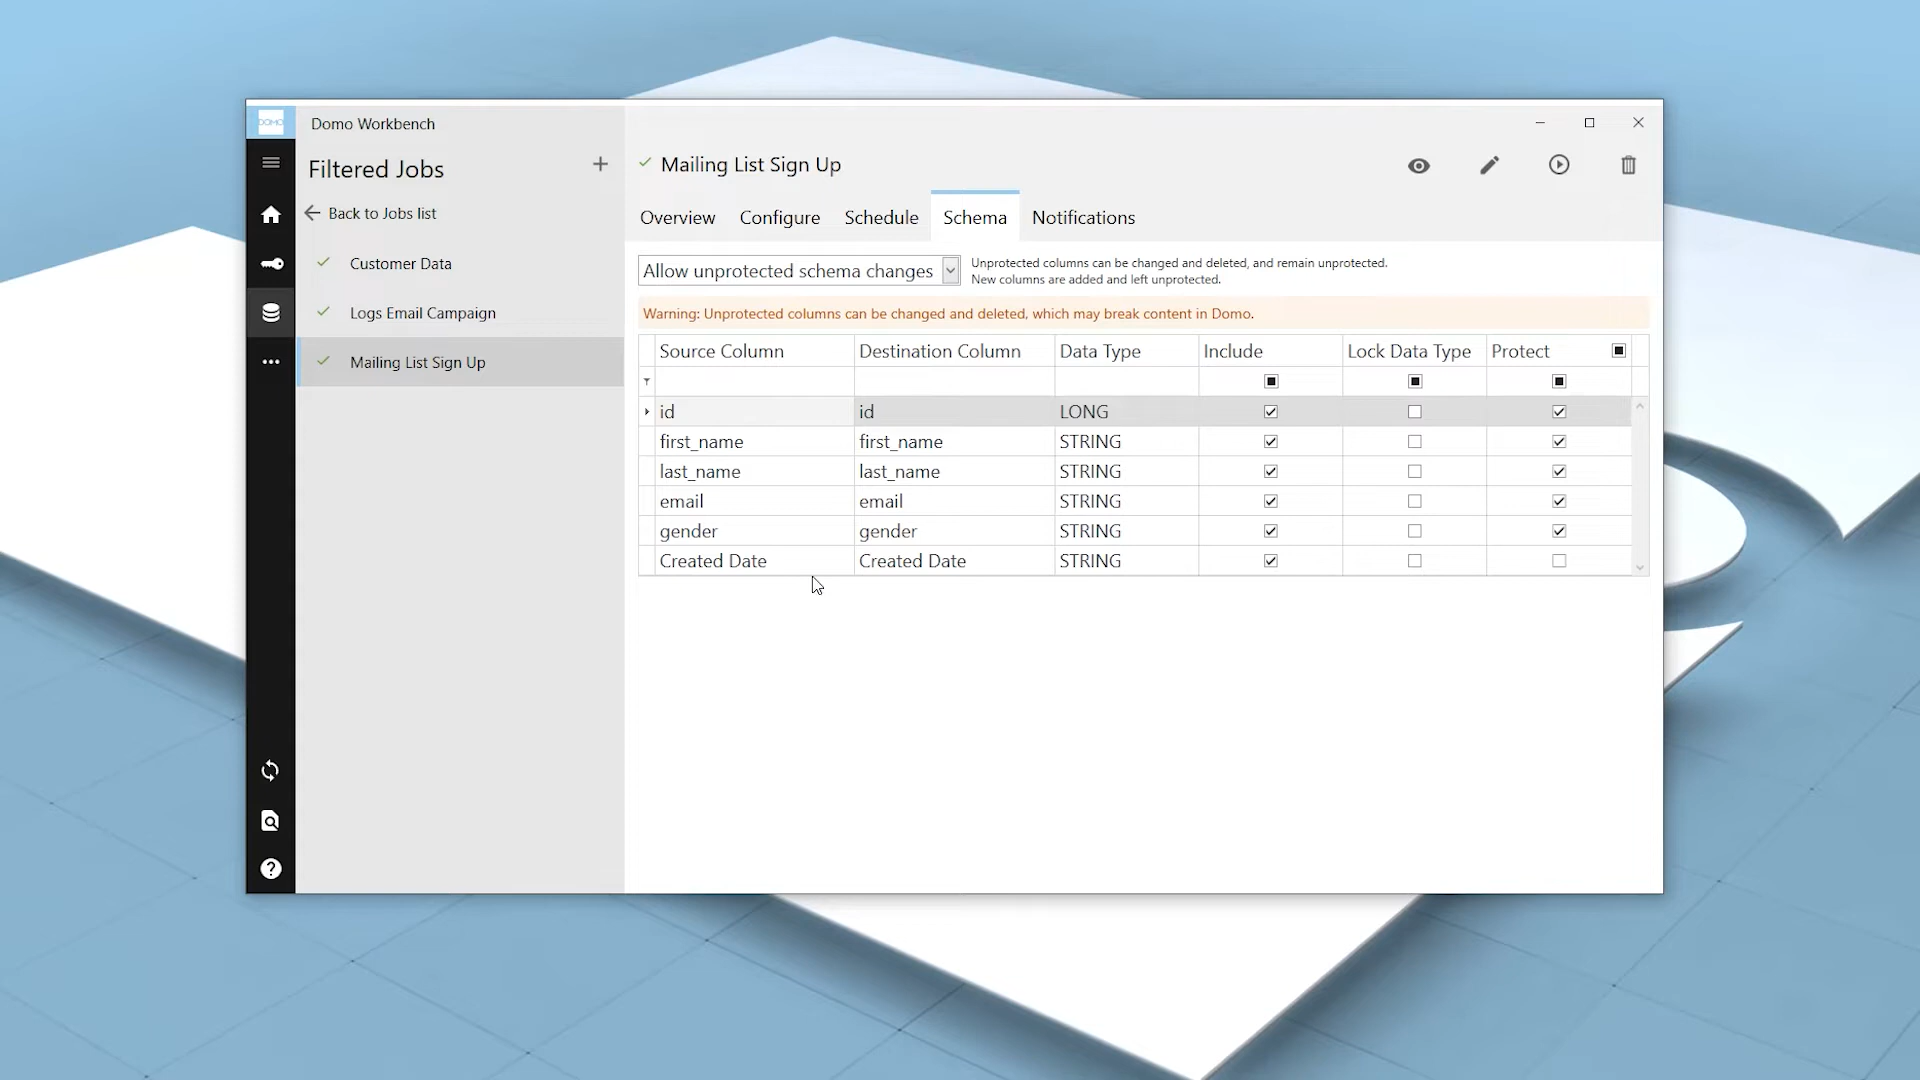 DOMO
Domo Workbench
Filtered Jobs
Back to Jobs list
Customer Data
Logs Email Campaign
Mailing List Sign Up
Mailing List Sign Up
Overview Configure Schedule Schema Notifications
Allow unprotected schema changes
Unprotected columns can be changed and deleted, and remain unprotected.
New columns are added and left unprotected.
Warning: Unprotected columns can be changed and deleted, which may break content in Domo.
Source Column Destination Column Data Type Include Lock Data Type Protect
id id LONG
first_name first_name STRING
last_name last_name STRING
email email STRING
gender gender STRING
Created Date Created Date STRING